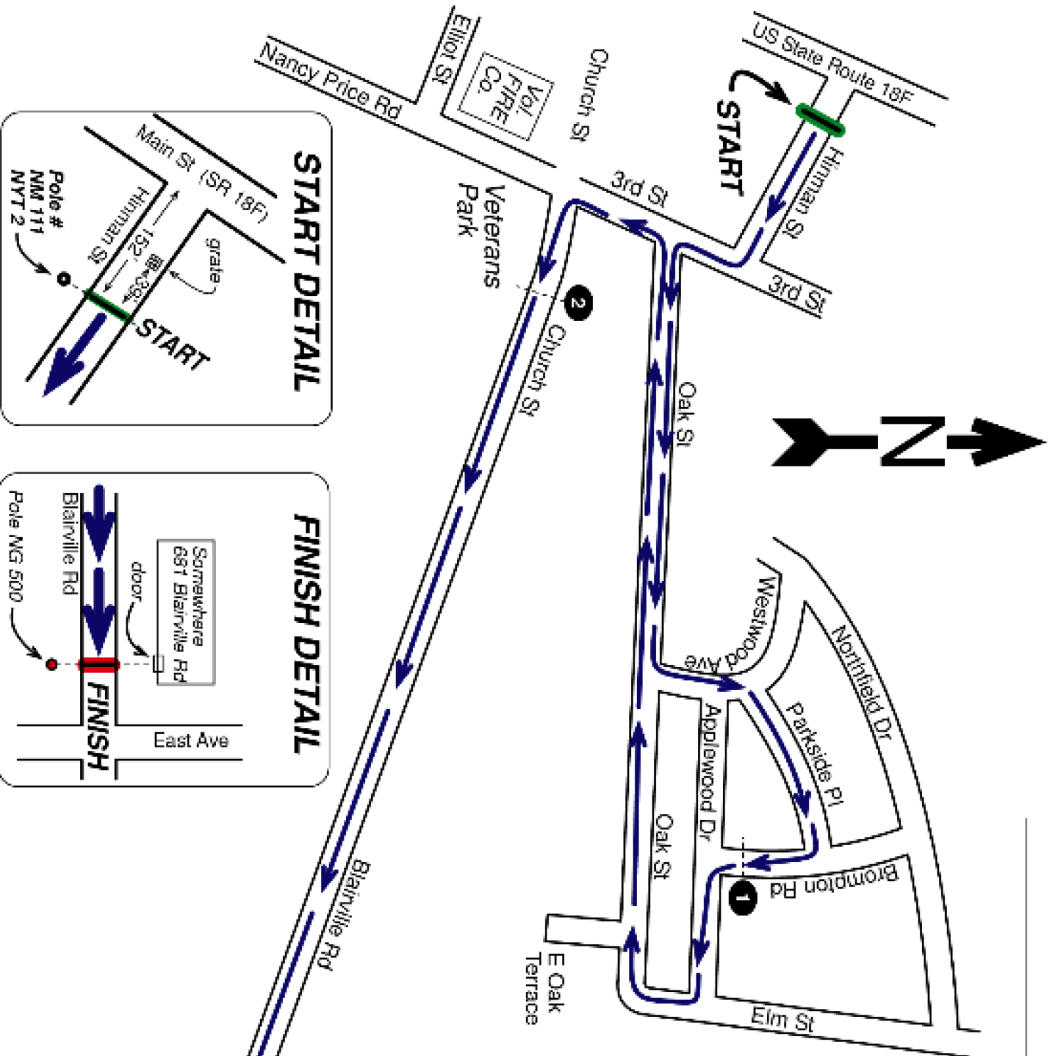 US State Route 18F
START
Hinman St
3rd St
3rd St
Church St
Elliot St
Vol.
FIRE
Co
Nancy Price Rd
Veterans
Park
2
Church St
Oak St
N
Westwood Ave
Northfield Dr
Parkside Pl
Applewood Dr
Oak St
Brompton Rd
1
E Oak
Terrace
Elm St
Blairville Rd
START DETAIL
Main St (SR 18F)
grate
152'
39'
Hinman St
START
Pole #
NM 111
NYT 2
FINISH DETAIL
Somewhere
681 Blairville Rd
door
Blairville Rd
Pole NG 500
FINISH
East Ave